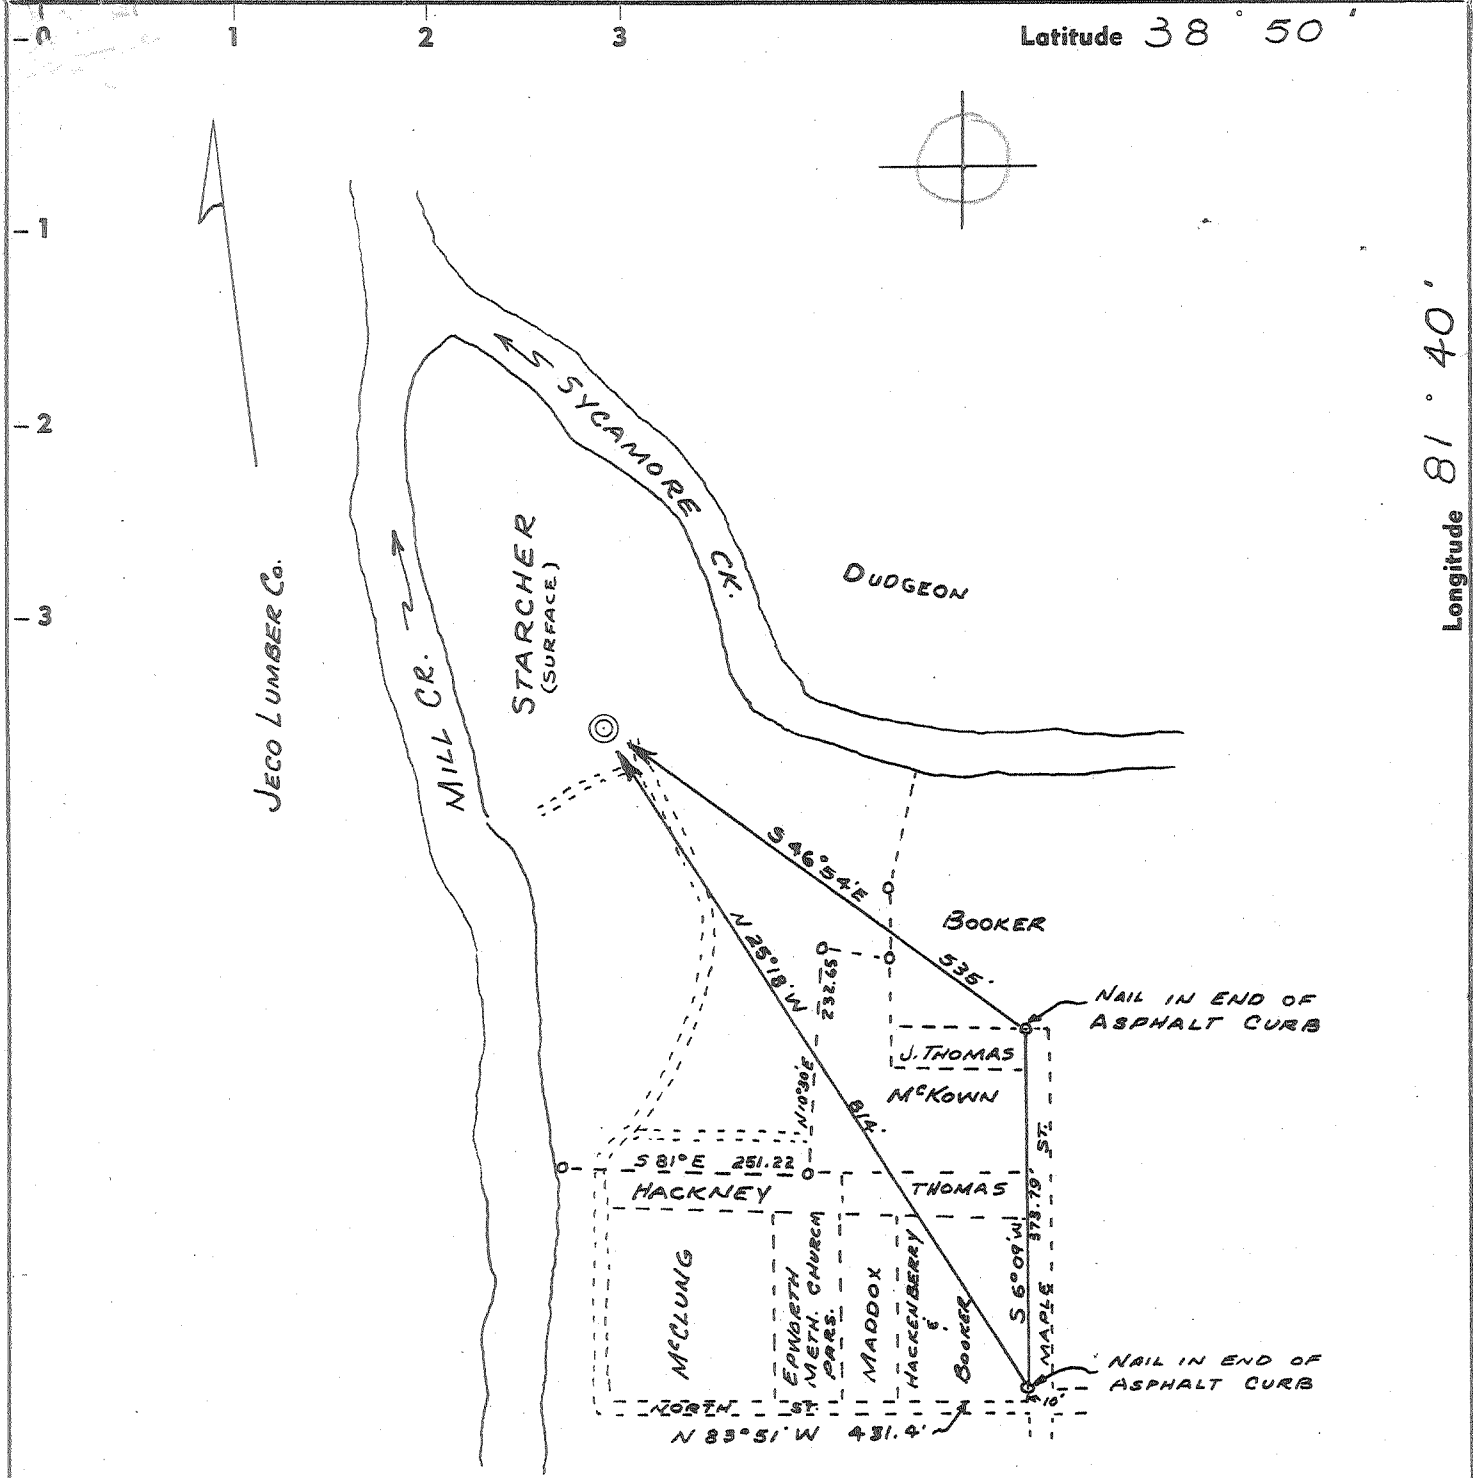 0
1
2
3
Latitude 38° 50'
- 1
- 2
- 3
Longitude 81° 40'
SYCAMORE
CK.
DUDGEON
STARCHER
(SURFACE)
JECO LUMBER CO.
MILL CR.
S 46°54'E
535'
BOOKER
N 25°18'W
814'
232.65
N 10°30'E
NAIL IN END OF
ASPHALT CURB
J. THOMAS
McKOWN
S 81° E 251.22
HACKNEY
THOMAS
ST.
373.79'
S 6°09'W
MAPLE
McCLUNG
EPWORTH
METH. CHURCH
PARS.
MADDOX
HACKENBERRY
&
BOOKER
NAIL IN END OF
ASPHALT CURB
10'
NORTH ST.
N 83°51' W 431.4'